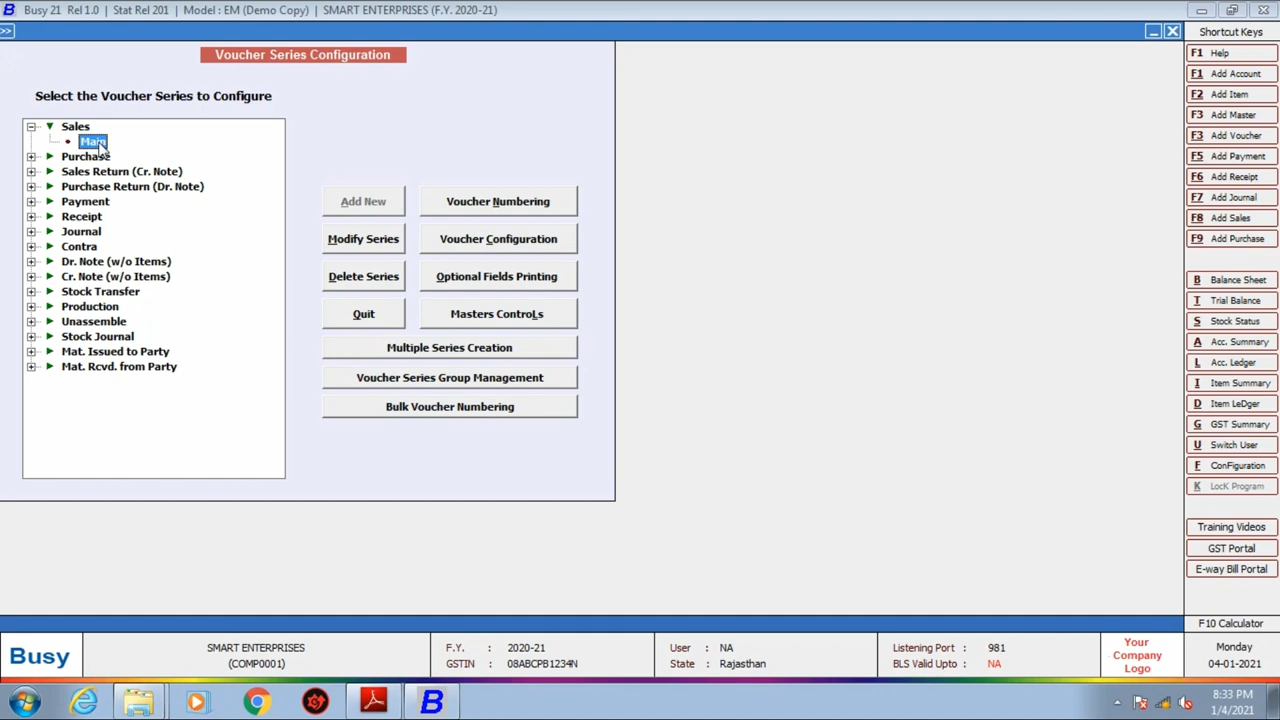 Busy 21 Rel 1.0 | Stat Rel 201 | Model : EM (Demo Copy) | SMART ENTERPRISES (F.Y. 2020-21)
>>
Voucher Series Configuration
Select the Voucher Series to Configure
Sales
Main
Purchase
Sales Return (Cr. Note)
Purchase Return (Dr. Note)
Payment
Receipt
Journal
Contra
Dr. Note (w/o Items)
Cr. Note (w/o Items)
Stock Transfer
Production
Unassemble
Stock Journal
Mat. Issued to Party
Mat. Rcvd. from Party
Add New
Voucher Numbering
Modify Series
Voucher Configuration
Delete Series
Optional Fields Printing
Quit
Masters ControLs
Multiple Series Creation
Voucher Series Group Management
Bulk Voucher Numbering
Shortcut Keys
F1 Help
F1 Add Account
F2 Add Item
F3 Add Master
F3 Add Voucher
F5 Add Payment
F6 Add Receipt
F7 Add Journal
F8 Add Sales
F9 Add Purchase
B Balance Sheet
T Trial Balance
S Stock Status
A Acc. Summary
L Acc. Ledger
I Item Summary
D Item LeDger
G GST Summary
U Switch User
F ConFiguration
K LocK Program
Training Videos
GST Portal
E-way Bill Portal
F10 Calculator
Busy
SMART ENTERPRISES
(COMP0001)
F.Y. : 2020-21
GSTIN : 08ABCPB1234N
User : NA
State : Rajasthan
Listening Port : 981
BLS Valid Upto : NA
Your
Company
Logo
Monday
04-01-2021
8:33 PM
1/4/2021